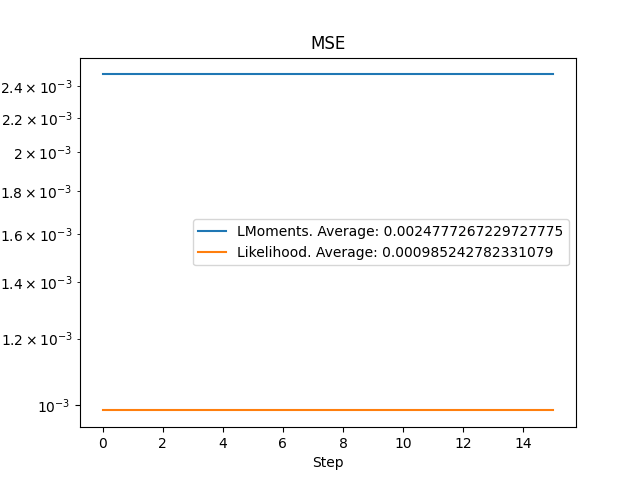 MSE
2.4 × 10⁻³
2.2 × 10⁻³
2 × 10⁻³
1.8 × 10⁻³
1.6 × 10⁻³
1.4 × 10⁻³
1.2 × 10⁻³
10⁻³
LMoments. Average: 0.0024777267229727775
Likelihood. Average: 0.000985242782331079
0 2 4 6 8 10 12 14
Step